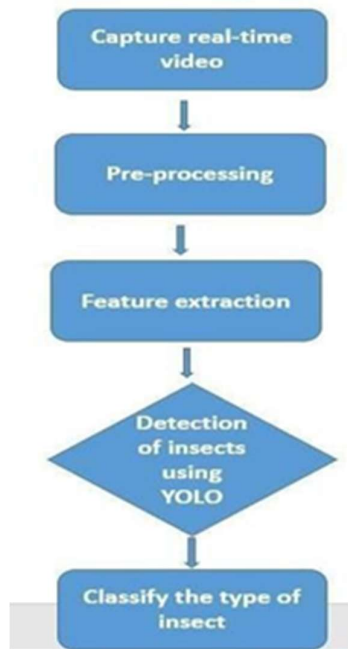 Capture real-time
video
Pre-processing
Feature extraction
Detection
of insects
using
YOLO
Classify the type of
insect